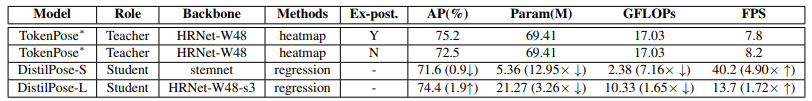 Model Role Backbone Methods Ex-post. AP(%) Param(M) GFLOPs FPS
TokenPose* Teacher HRNet-W48 heatmap Y 75.2 69.41 17.03 7.8
TokenPose* Teacher HRNet-W48 heatmap N 72.5 69.41 17.03 8.2
DistilPose-S Student stemnet regression - 71.6 (0.9↓) 5.36 (12.95× ↓) 2.38 (7.16× ↓) 40.2 (4.90× ↑)
DistilPose-L Student HRNet-W48-s3 regression - 74.4 (1.9↑) 21.27 (3.26× ↓) 10.33 (1.65× ↓) 13.7 (1.72× ↑)